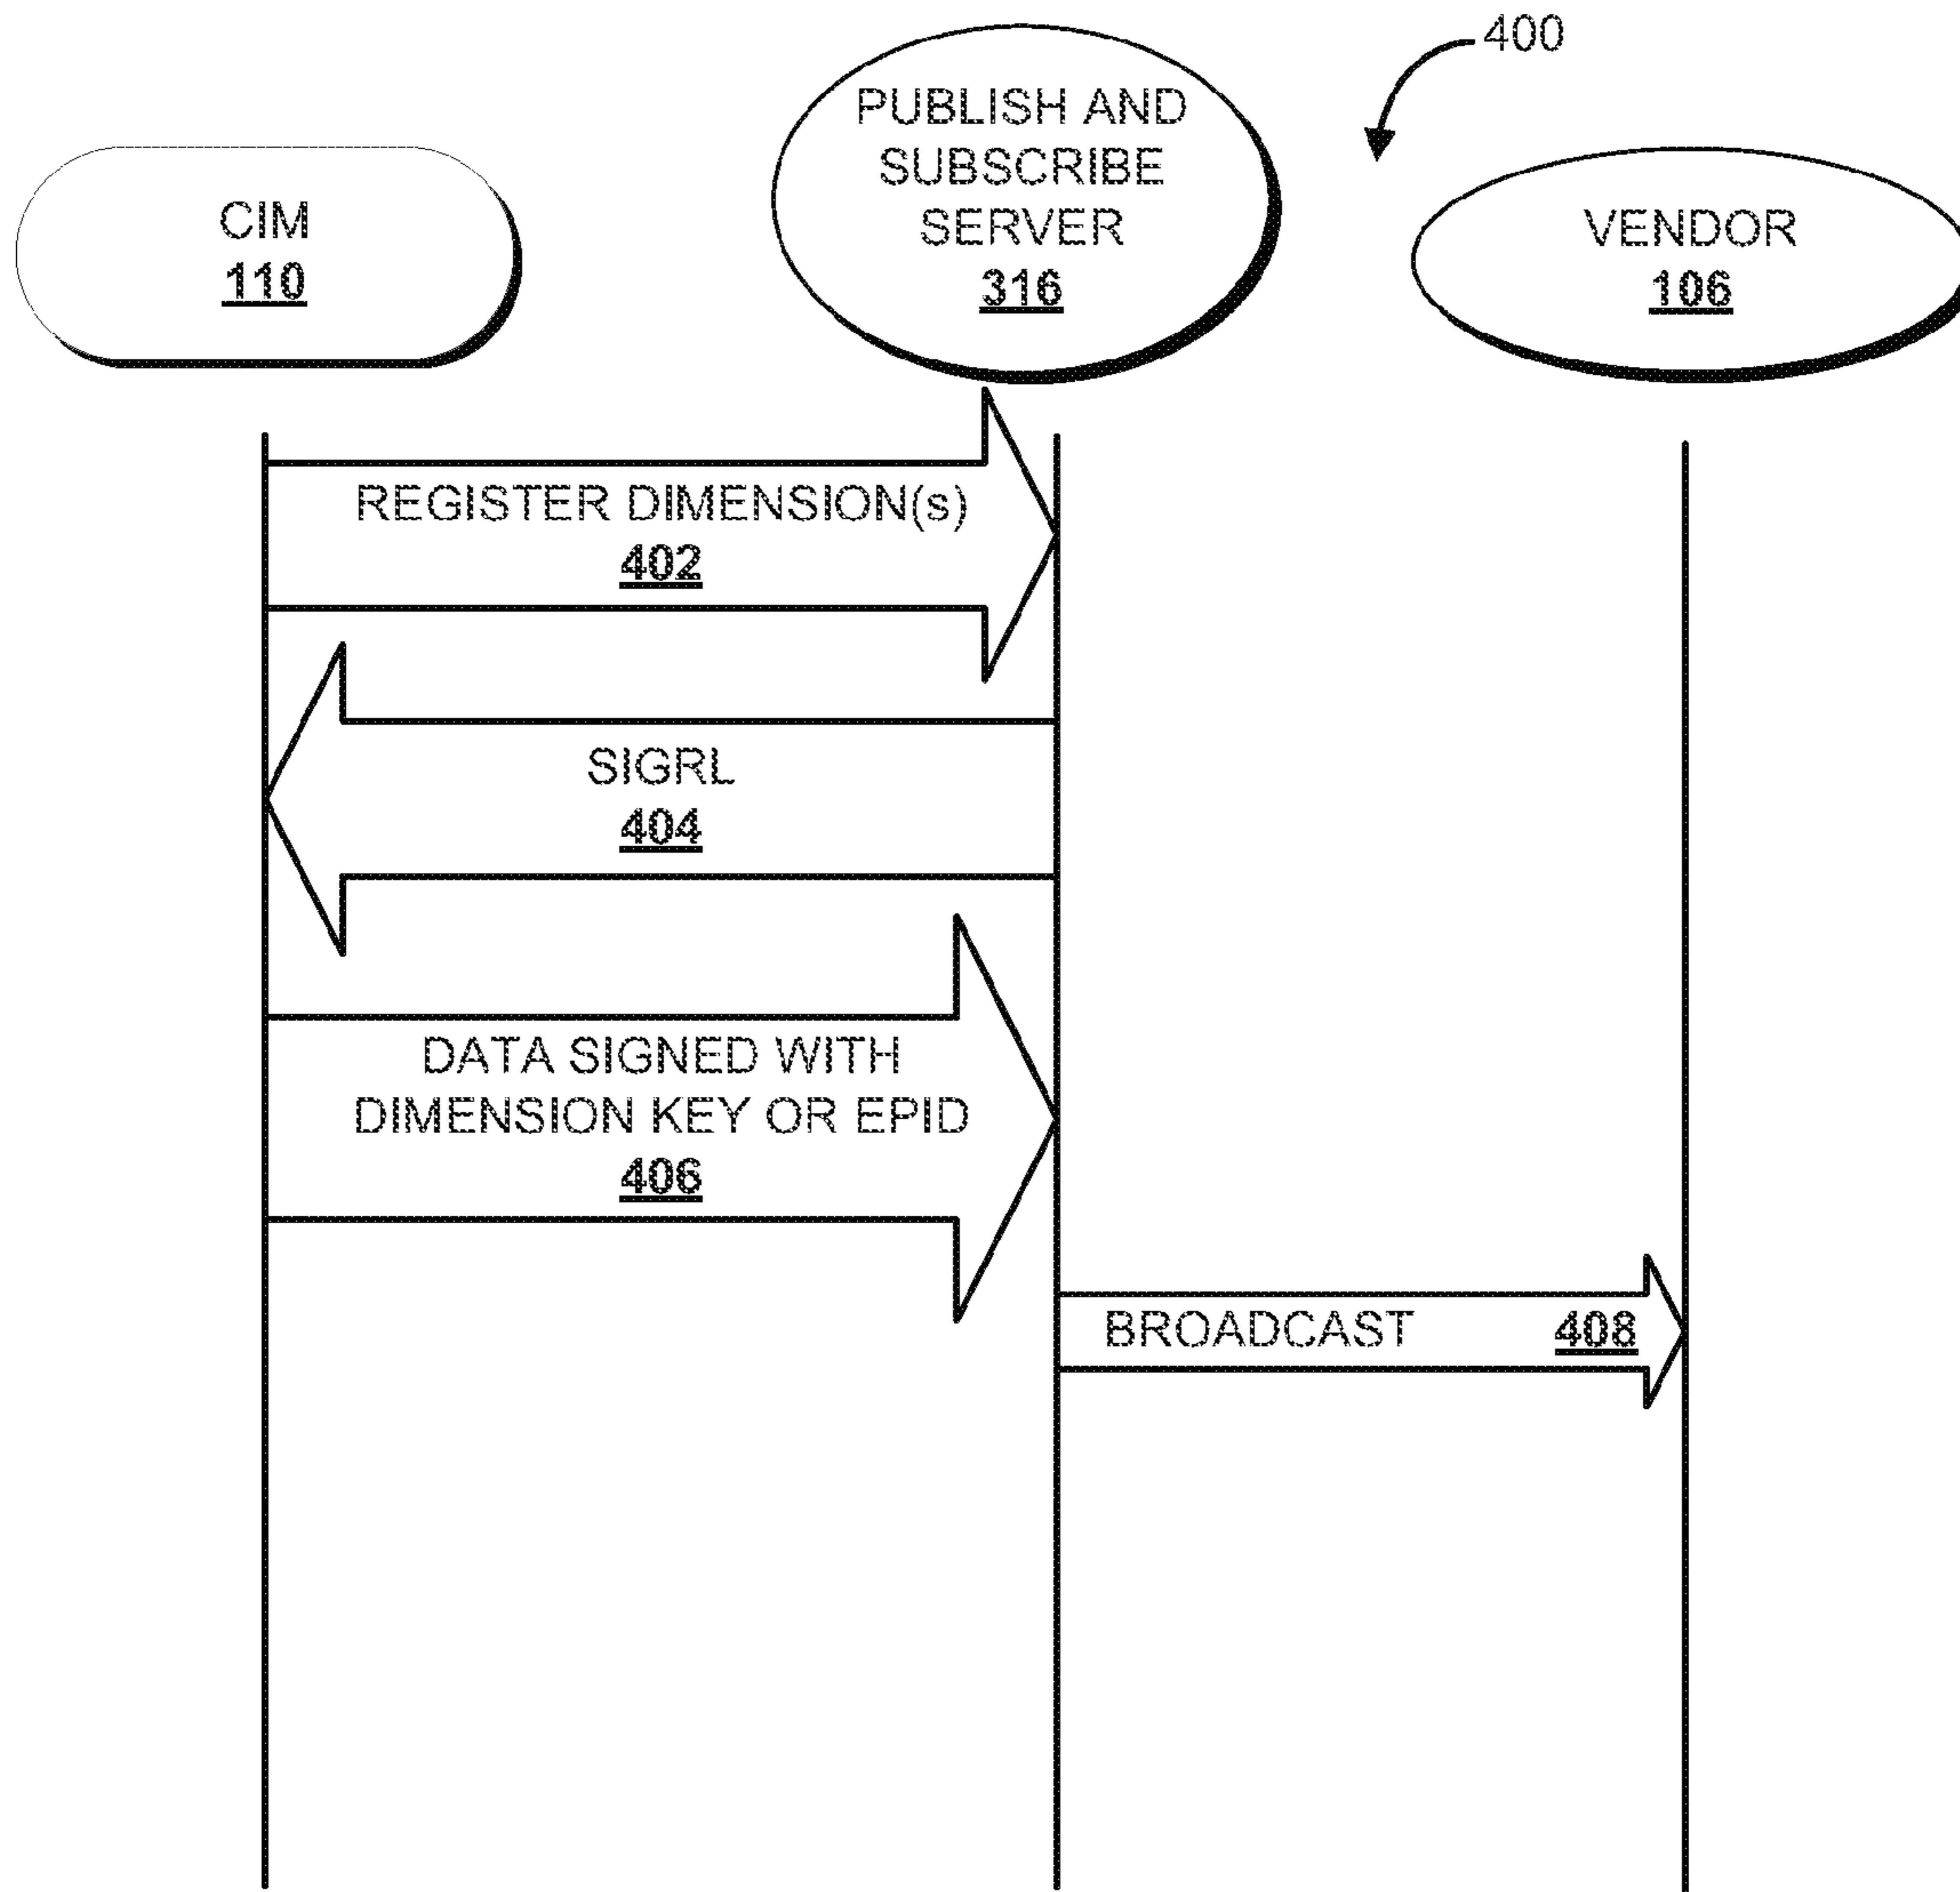 400
CIM
110
PUBLISH AND
SUBSCRIBE
SERVER
316
VENDOR
106
REGISTER DIMENSION(s)
402
SIGRL
404
DATA SIGNED WITH
DIMENSION KEY OR EPID
406
BROADCAST 408